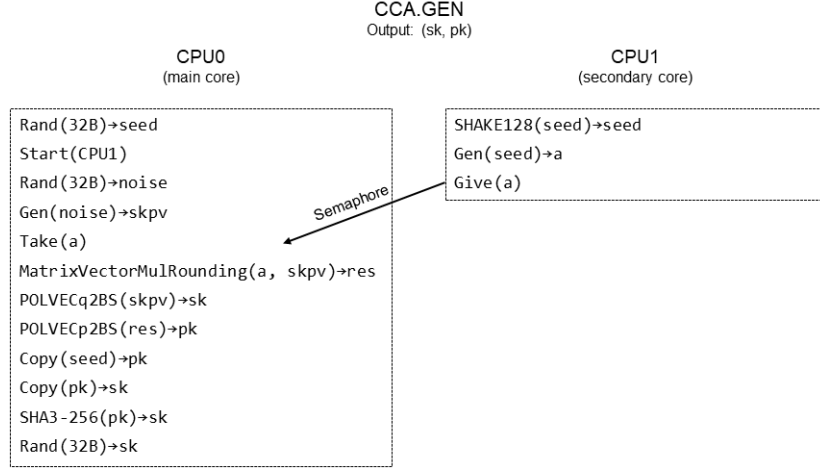 CCA.GEN
Output: (sk, pk)
CPU0
(main core)
Rand(32B)→seed
Start(CPU1)
Rand(32B)→noise
Gen(noise)→skpv
Take(a)
MatrixVectorMulRounding(a, skpv)→res
POLVECq2BS(skpv)→sk
POLVECp2BS(res)→pk
Copy(seed)→pk
Copy(pk)→sk
SHA3-256(pk)→sk
Rand(32B)→sk
Semaphore
CPU1
(secondary core)
SHAKE128(seed)→seed
Gen(seed)→a
Give(a)